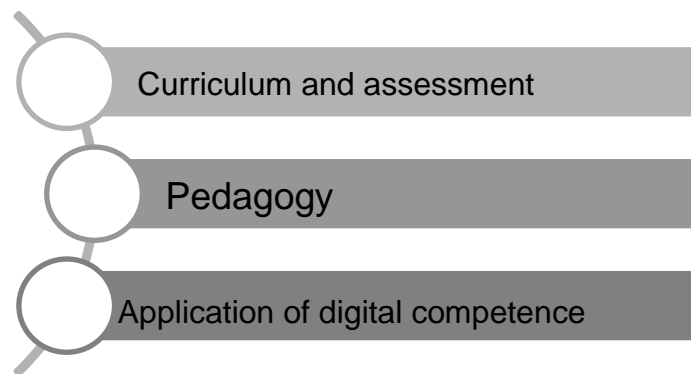 Curriculum and assessment
Pedagogy
Application of digital competence